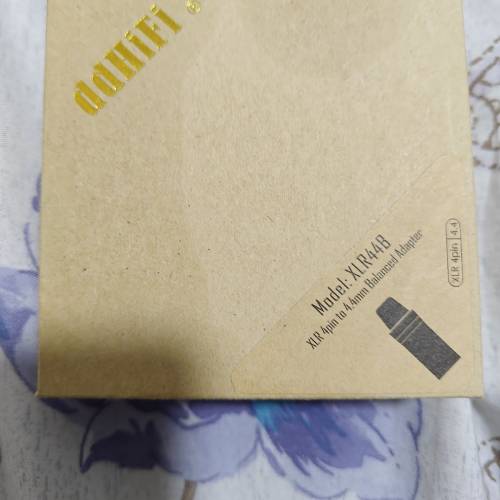 ddHiFi ®
Model: XLR44B
XLR 4pin to 4.4mm Balanced Adapter
XLR 4pin 4.4